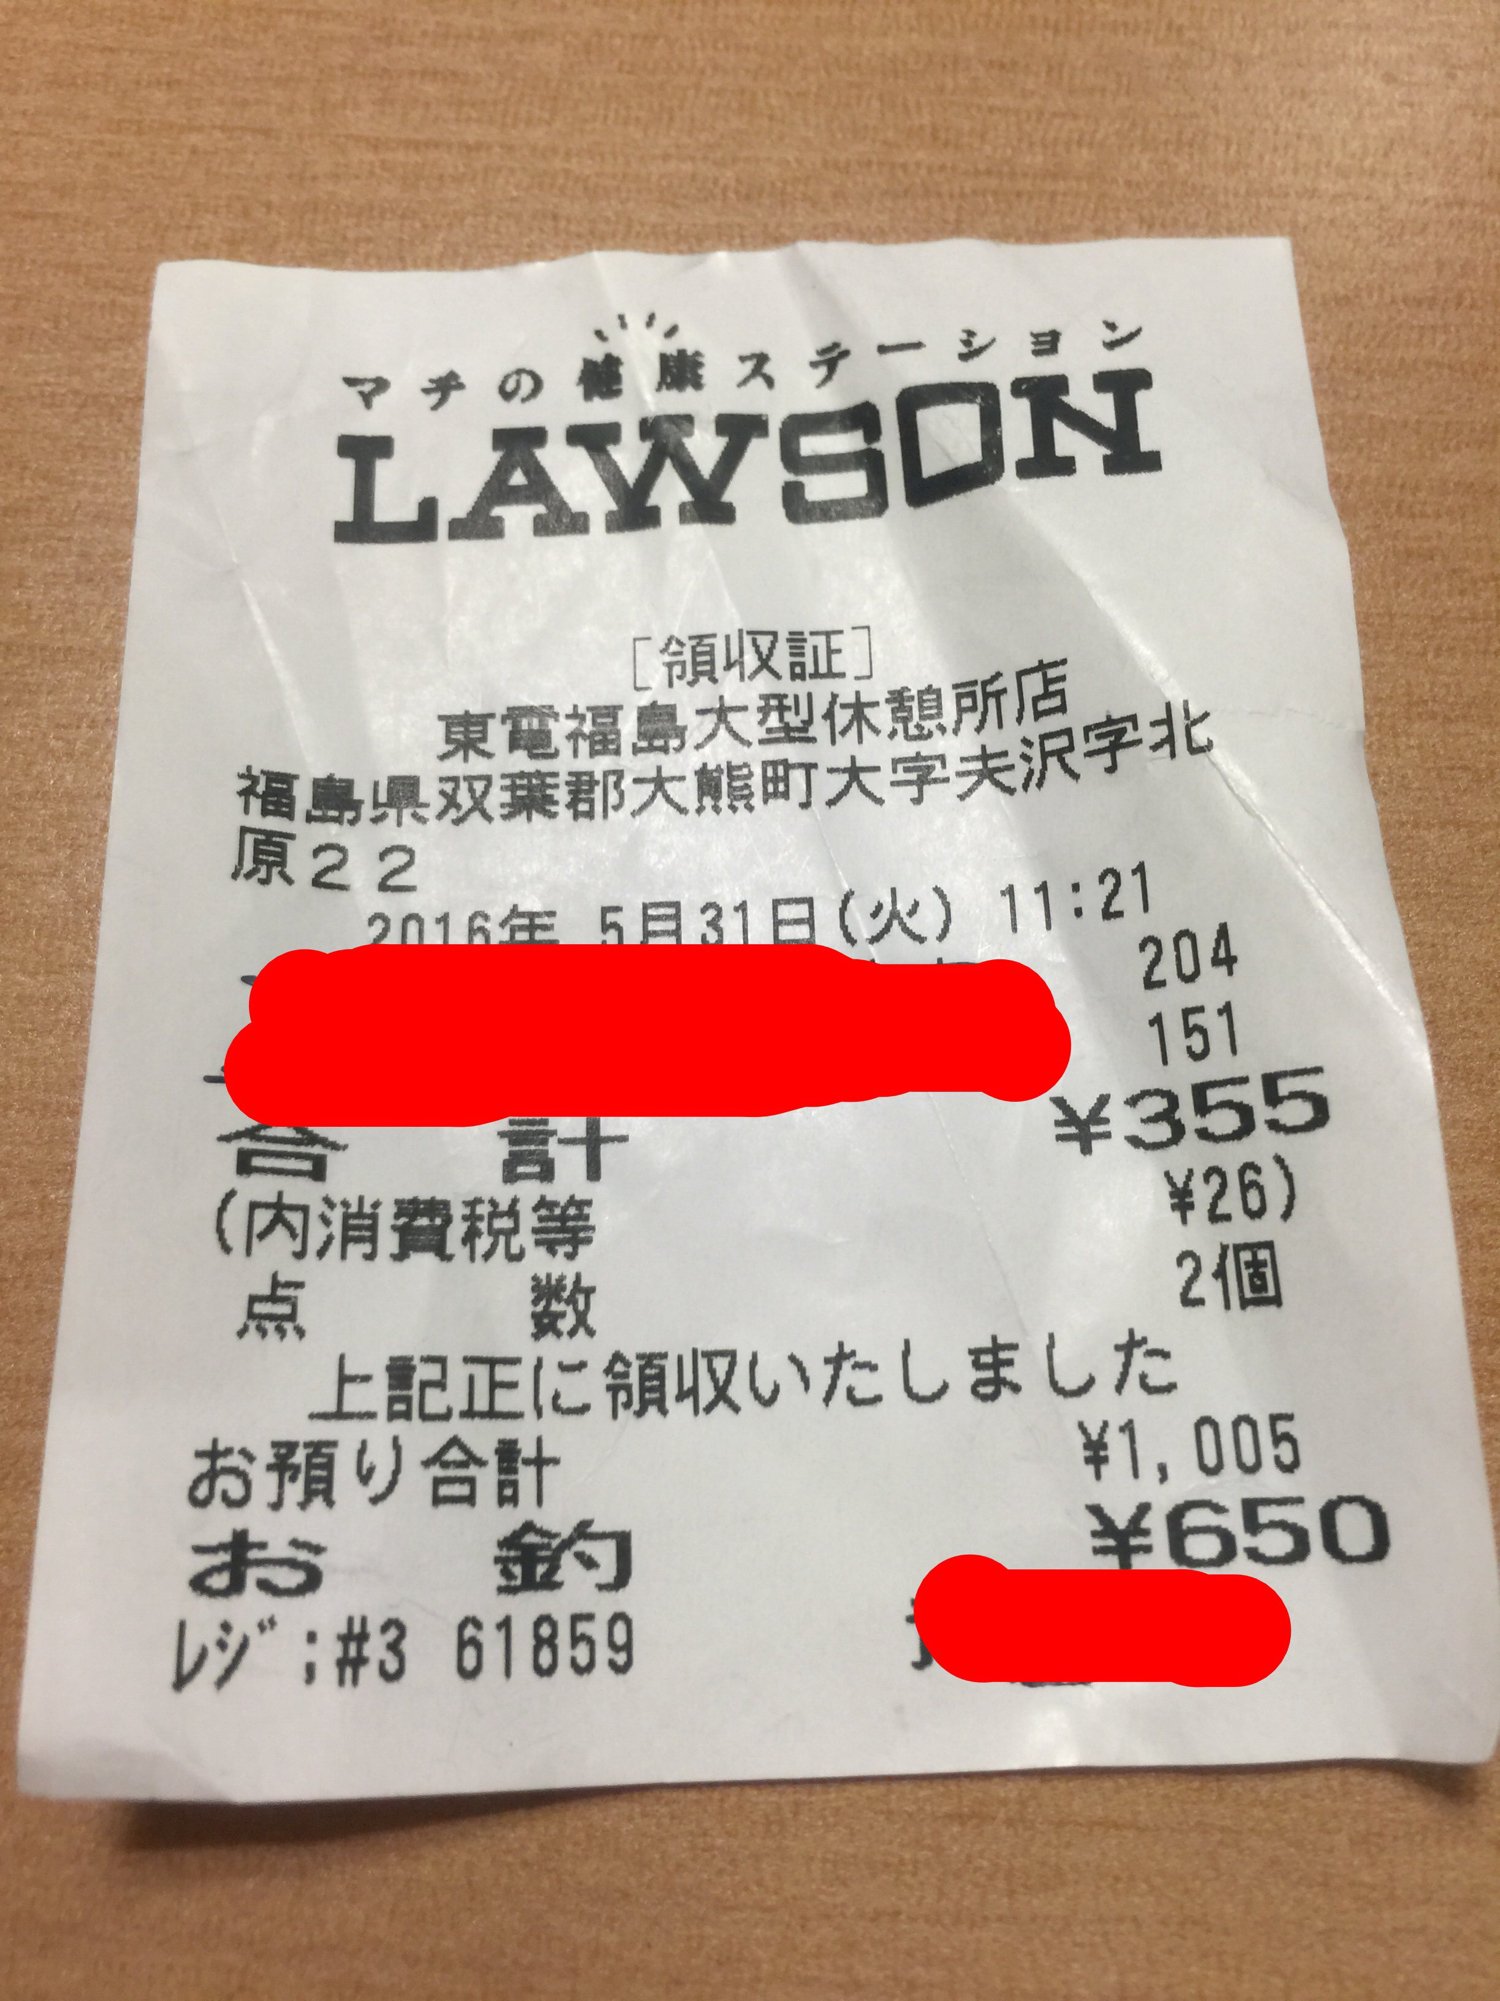 マチの健康ステーション
LAWSON
[領収証]
東電福島大型休憩所店
福島県双葉郡大熊町大字夫沢字北
原22
2016年 5月31日(火) 11:21
204
151
合 計 ¥355
(内消費税等 ¥26)
点 数 2個
上記正に領収いたしました
お預り合計 ¥1,005
お 釣 ¥650
レジ;#3 61859